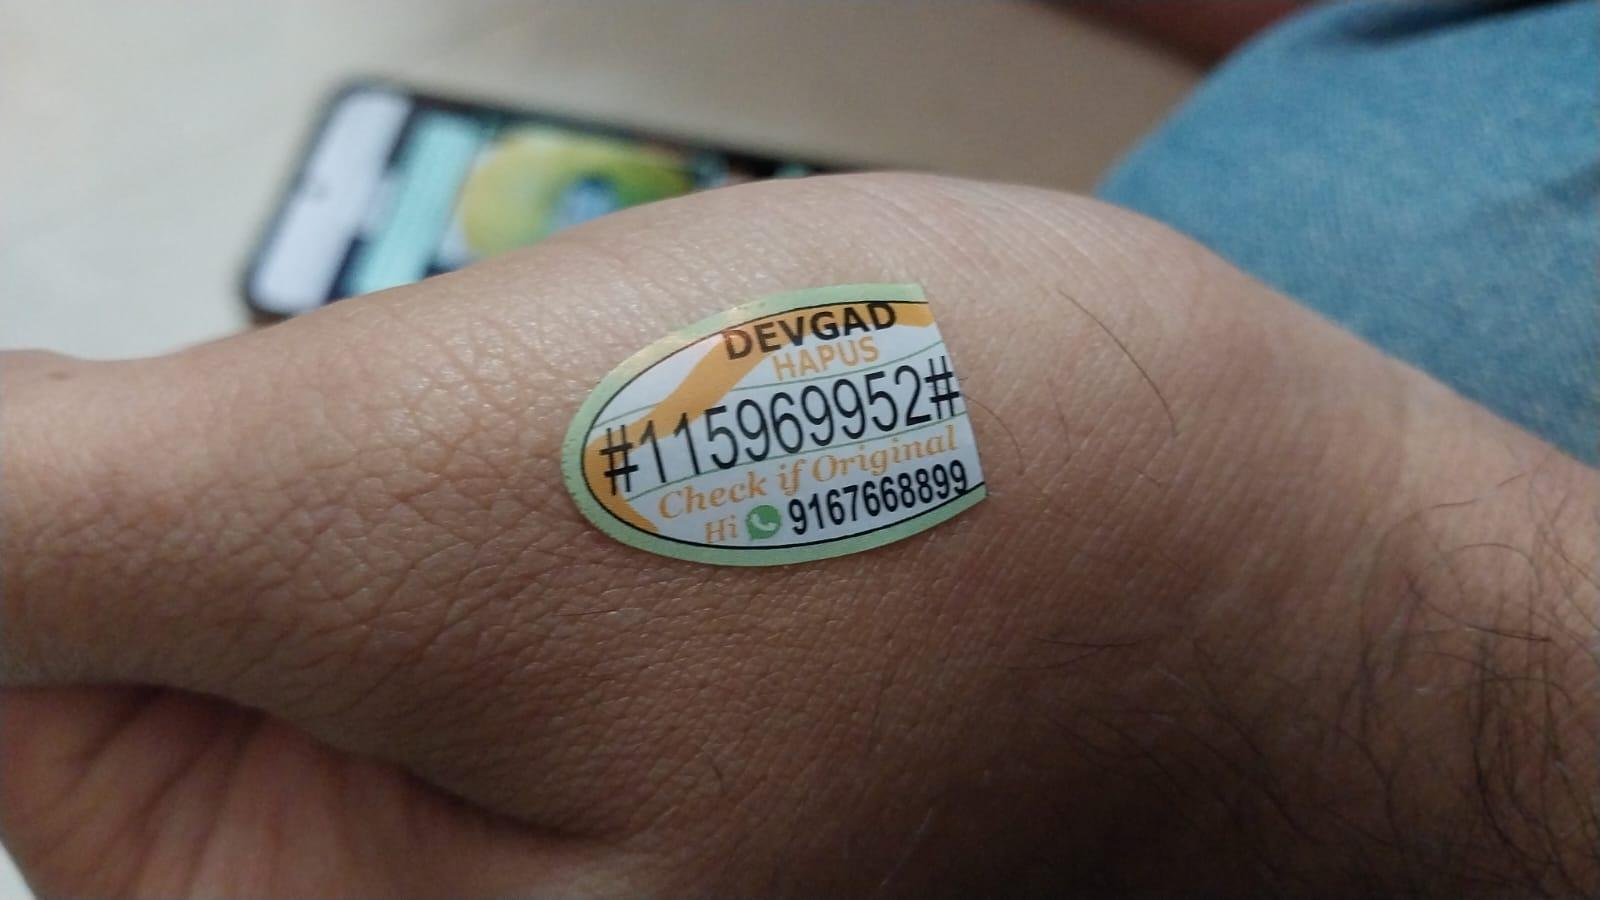 DEVGAD
HAPUS
#115969952#
Check if Original
Hi 9167668899